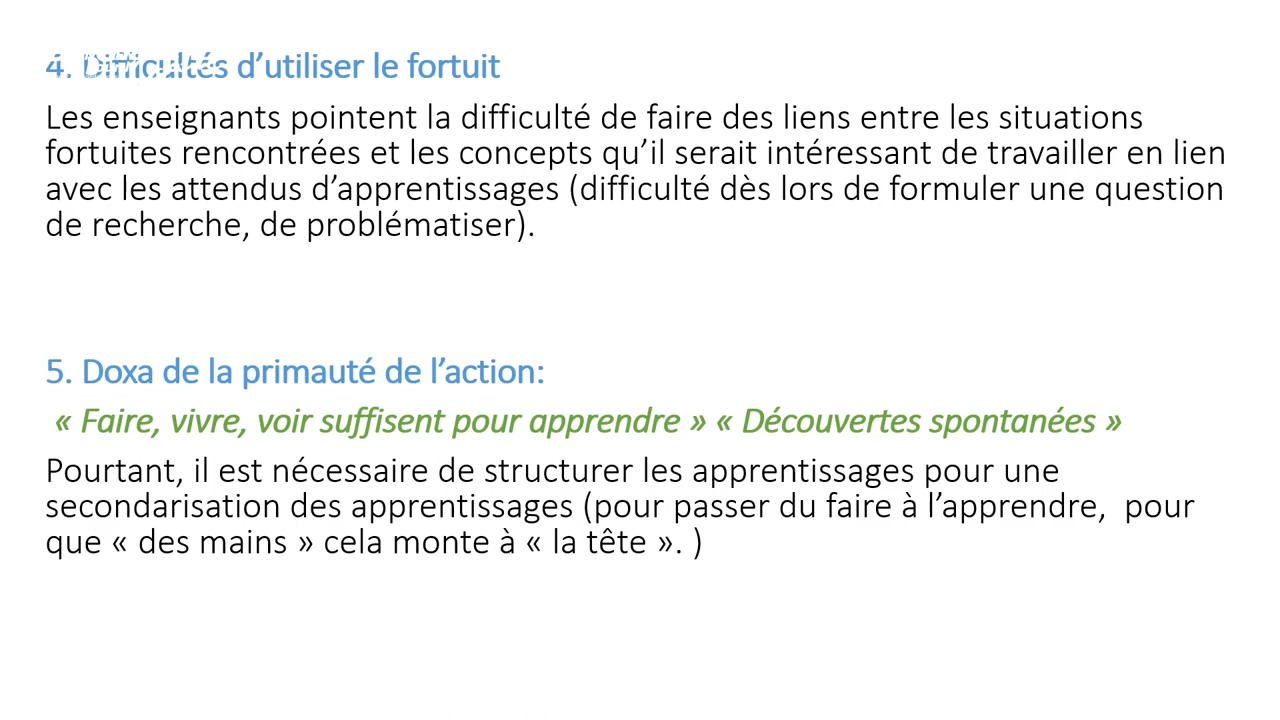 4. Difficultés d’utiliser le fortuit
Les enseignants pointent la difficulté de faire des liens entre les situations
fortuites rencontrées et les concepts qu’il serait intéressant de travailler en lien
avec les attendus d’apprentissages (difficulté dès lors de formuler une question
de recherche, de problématiser).
5. Doxa de la primauté de l’action:
« Faire, vivre, voir suffisent pour apprendre » « Découvertes spontanées »
Pourtant, il est nécessaire de structurer les apprentissages pour une
secondarisation des apprentissages (pour passer du faire à l’apprendre,  pour
que « des mains » cela monte à « la tête ». )